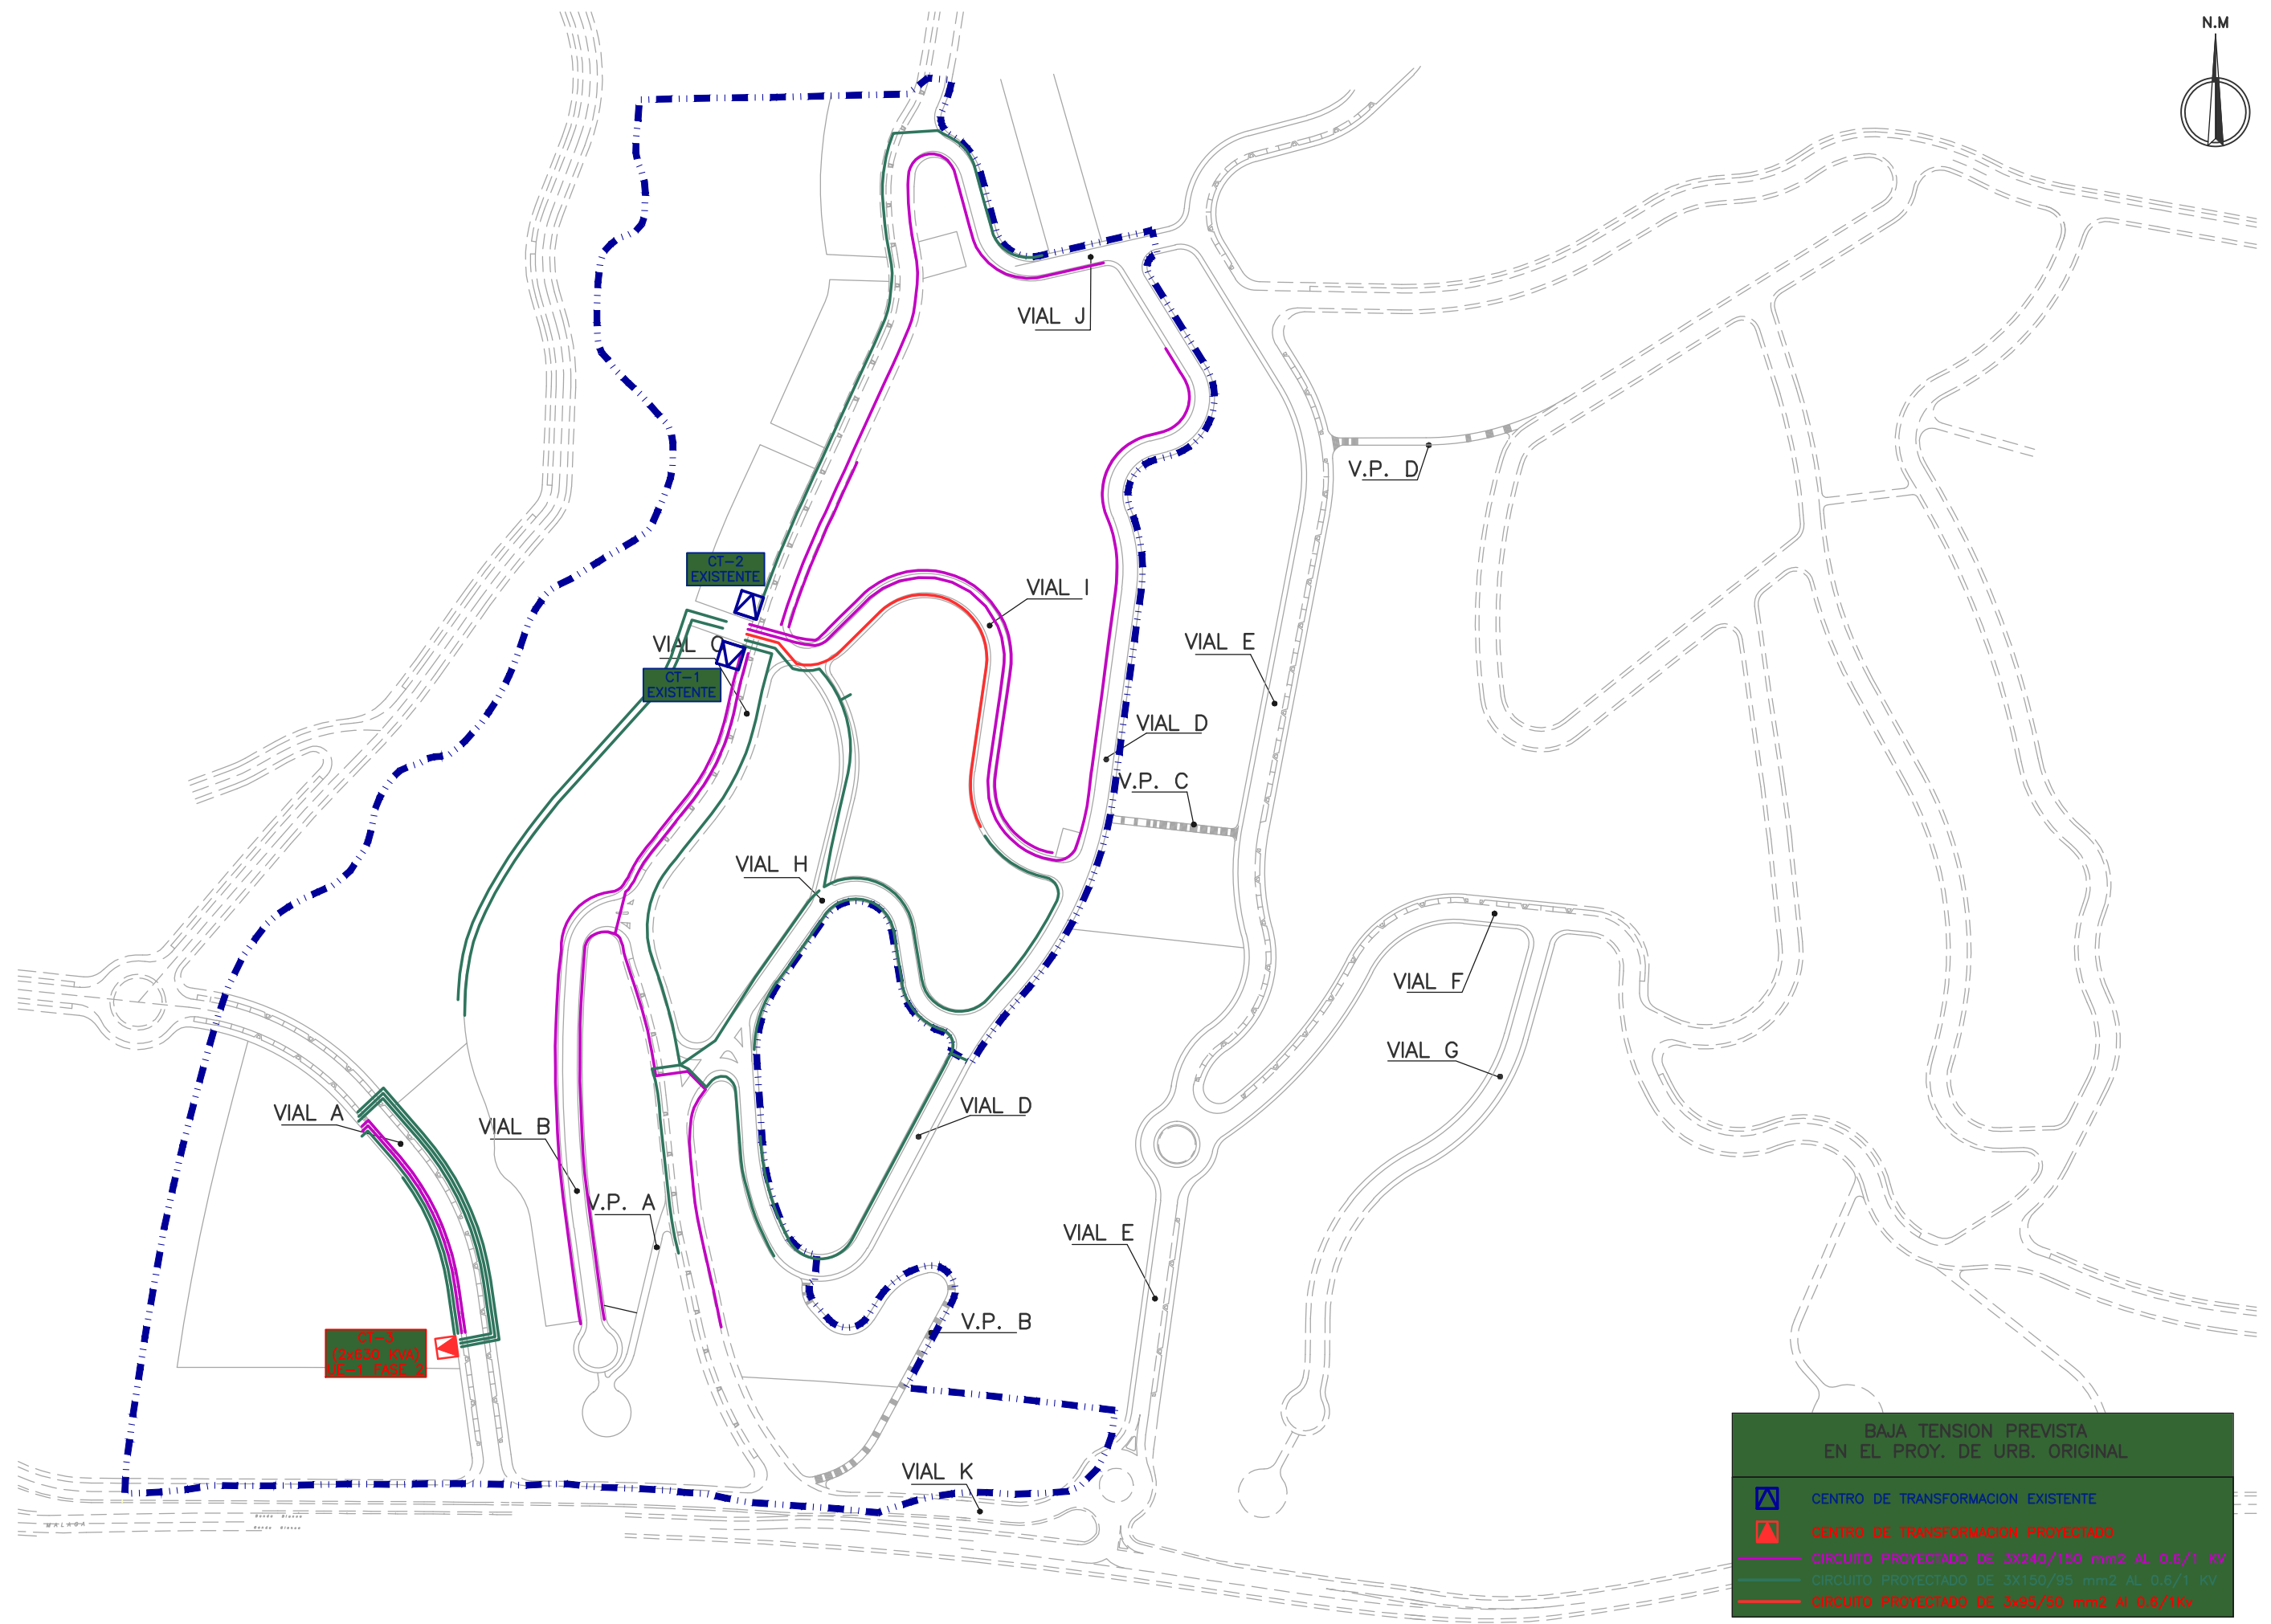 N.M
VIAL J
V.P. D
CT-2
EXISTENTE
VIAL I
VIAL C
VIAL E
CT-1
EXISTENTE
VIAL D
V.P. C
VIAL H
VIAL F
VIAL G
VIAL A
VIAL B
VIAL D
V.P. A
VIAL E
V.P. B
CT-3
(2x630 KVA)
UE-1 FASE 2
VIAL K
MALAGA
BAJA TENSION PREVISTA
EN EL PROY. DE URB. ORIGINAL
CENTRO DE TRANSFORMACION EXISTENTE
CENTRO DE TRANSFORMACION PROYECTADO
CIRCUITO PROYECTADO DE 3X240/150 mm2 AL 0.6/1 KV
CIRCUITO PROYECTADO DE 3X150/95 mm2 AL 0.6/1 KV
CIRCUITO PROYECTADO DE 3x95/50 mm2 Al 0.6/1Kv